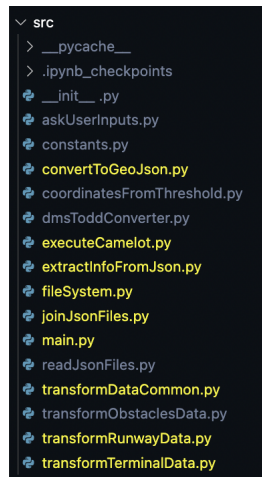 src
__pycache__
.ipynb_checkpoints
__init__ .py
askUserInputs.py
constants.py
convertToGeoJson.py
coordinatesFromThreshold.py
dmsToddConverter.py
executeCamelot.py
extractInfoFromJson.py
fileSystem.py
joinJsonFiles.py
main.py
readJsonFiles.py
transformDataCommon.py
transformObstaclesData.py
transformRunwayData.py
transformTerminalData.py